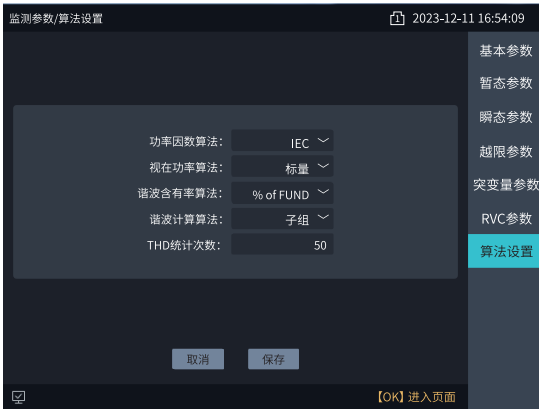 监测参数/算法设置
1 2023-12-11 16:54:09
基本参数
暂态参数
瞬态参数
越限参数
突变量参数
RVC参数
算法设置
功率因数算法： IEC
视在功率算法： 标量
谐波含有率算法： % of FUND
谐波计算算法： 子组
THD统计次数： 50
取消 保存
【OK】进入页面